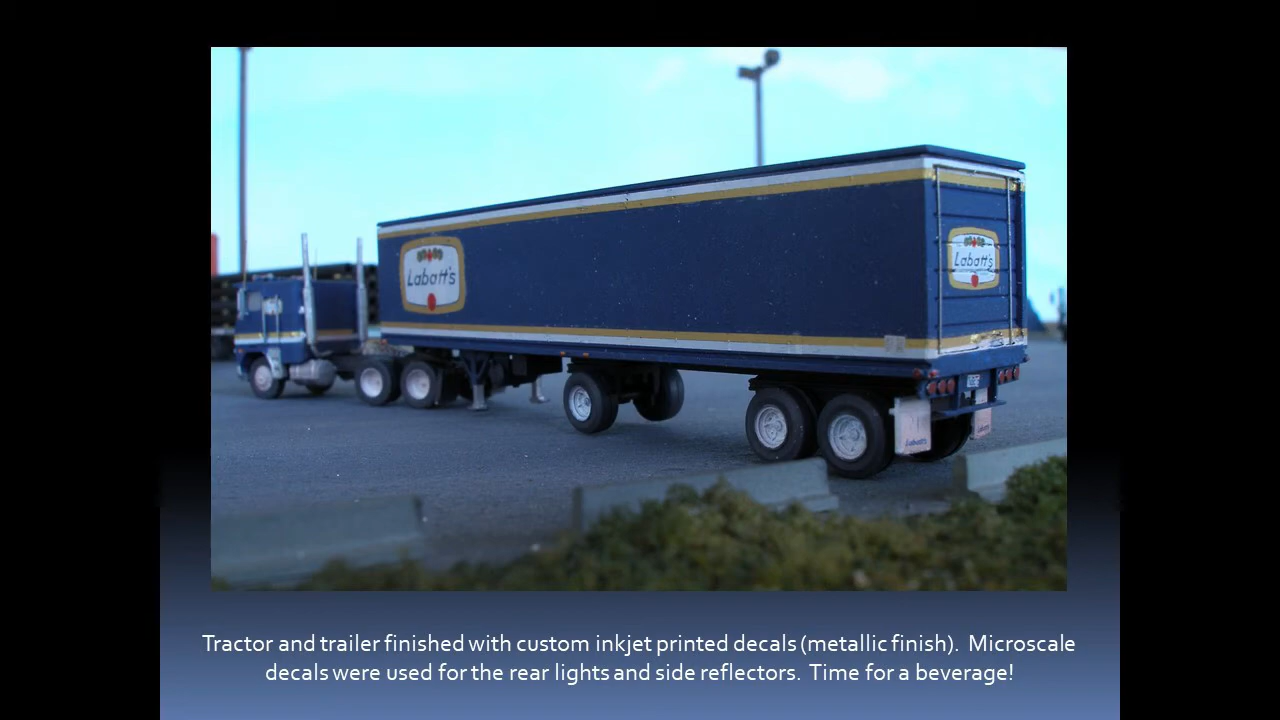 Labatt's
Labatt's
Labatt's
Tractor and trailer finished with custom inkjet printed decals (metallic finish). Microscale
decals were used for the rear lights and side reflectors. Time for a beverage!